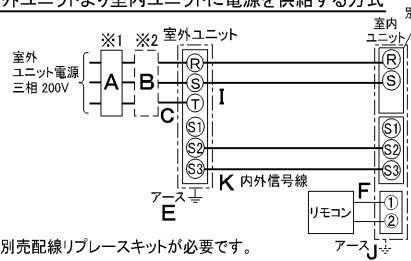 外ユニットより室内ユニットに電源を供給する方式
別
※1 ※2 室外ユニット
室内
ユニット
室外
ユニット電源
三相 200V
A
B
C
R
S
T
I
R
S
S1
S2
S3
S1
S2
S3
K 内外信号線
アース
E
F
リモコン
①
②
アース
J
別売配線リプレースキットが必要です。